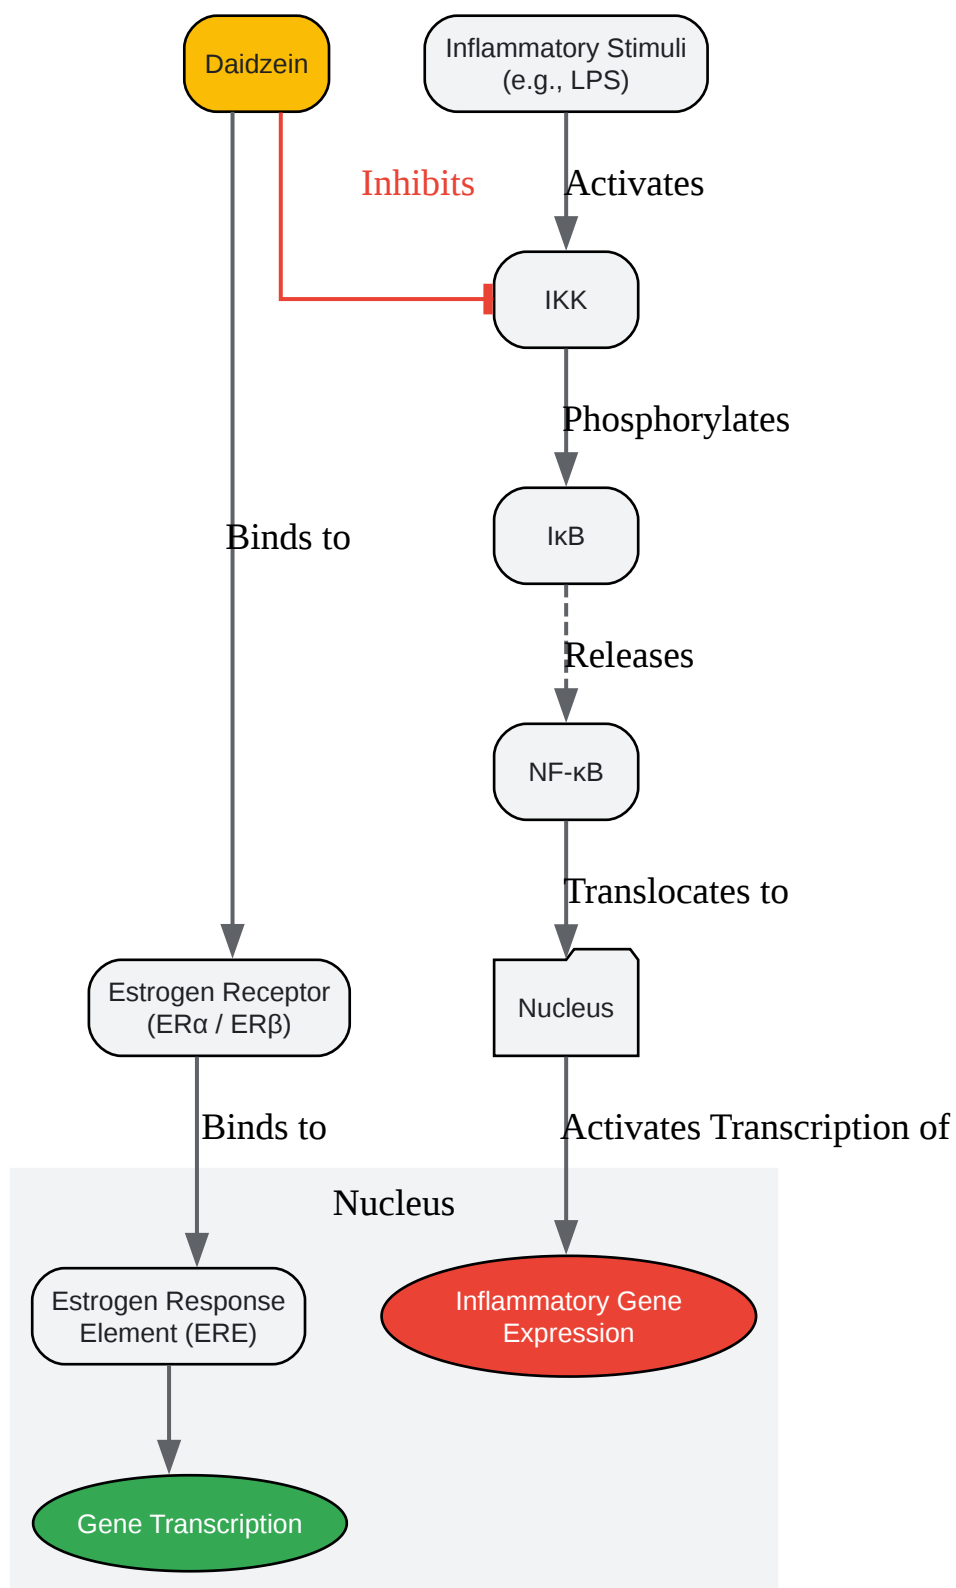 Daidzein
Inflammatory Stimuli
(e.g., LPS)
Inhibits
Activates
IKK
Phosphorylates
Binds to
IκB
Releases
NF-κB
Translocates to
Estrogen Receptor
(ERα / ERβ)
Nucleus
Binds to
Activates Transcription of
Nucleus
Estrogen Response
Element (ERE)
Inflammatory Gene
Expression
Gene Transcription